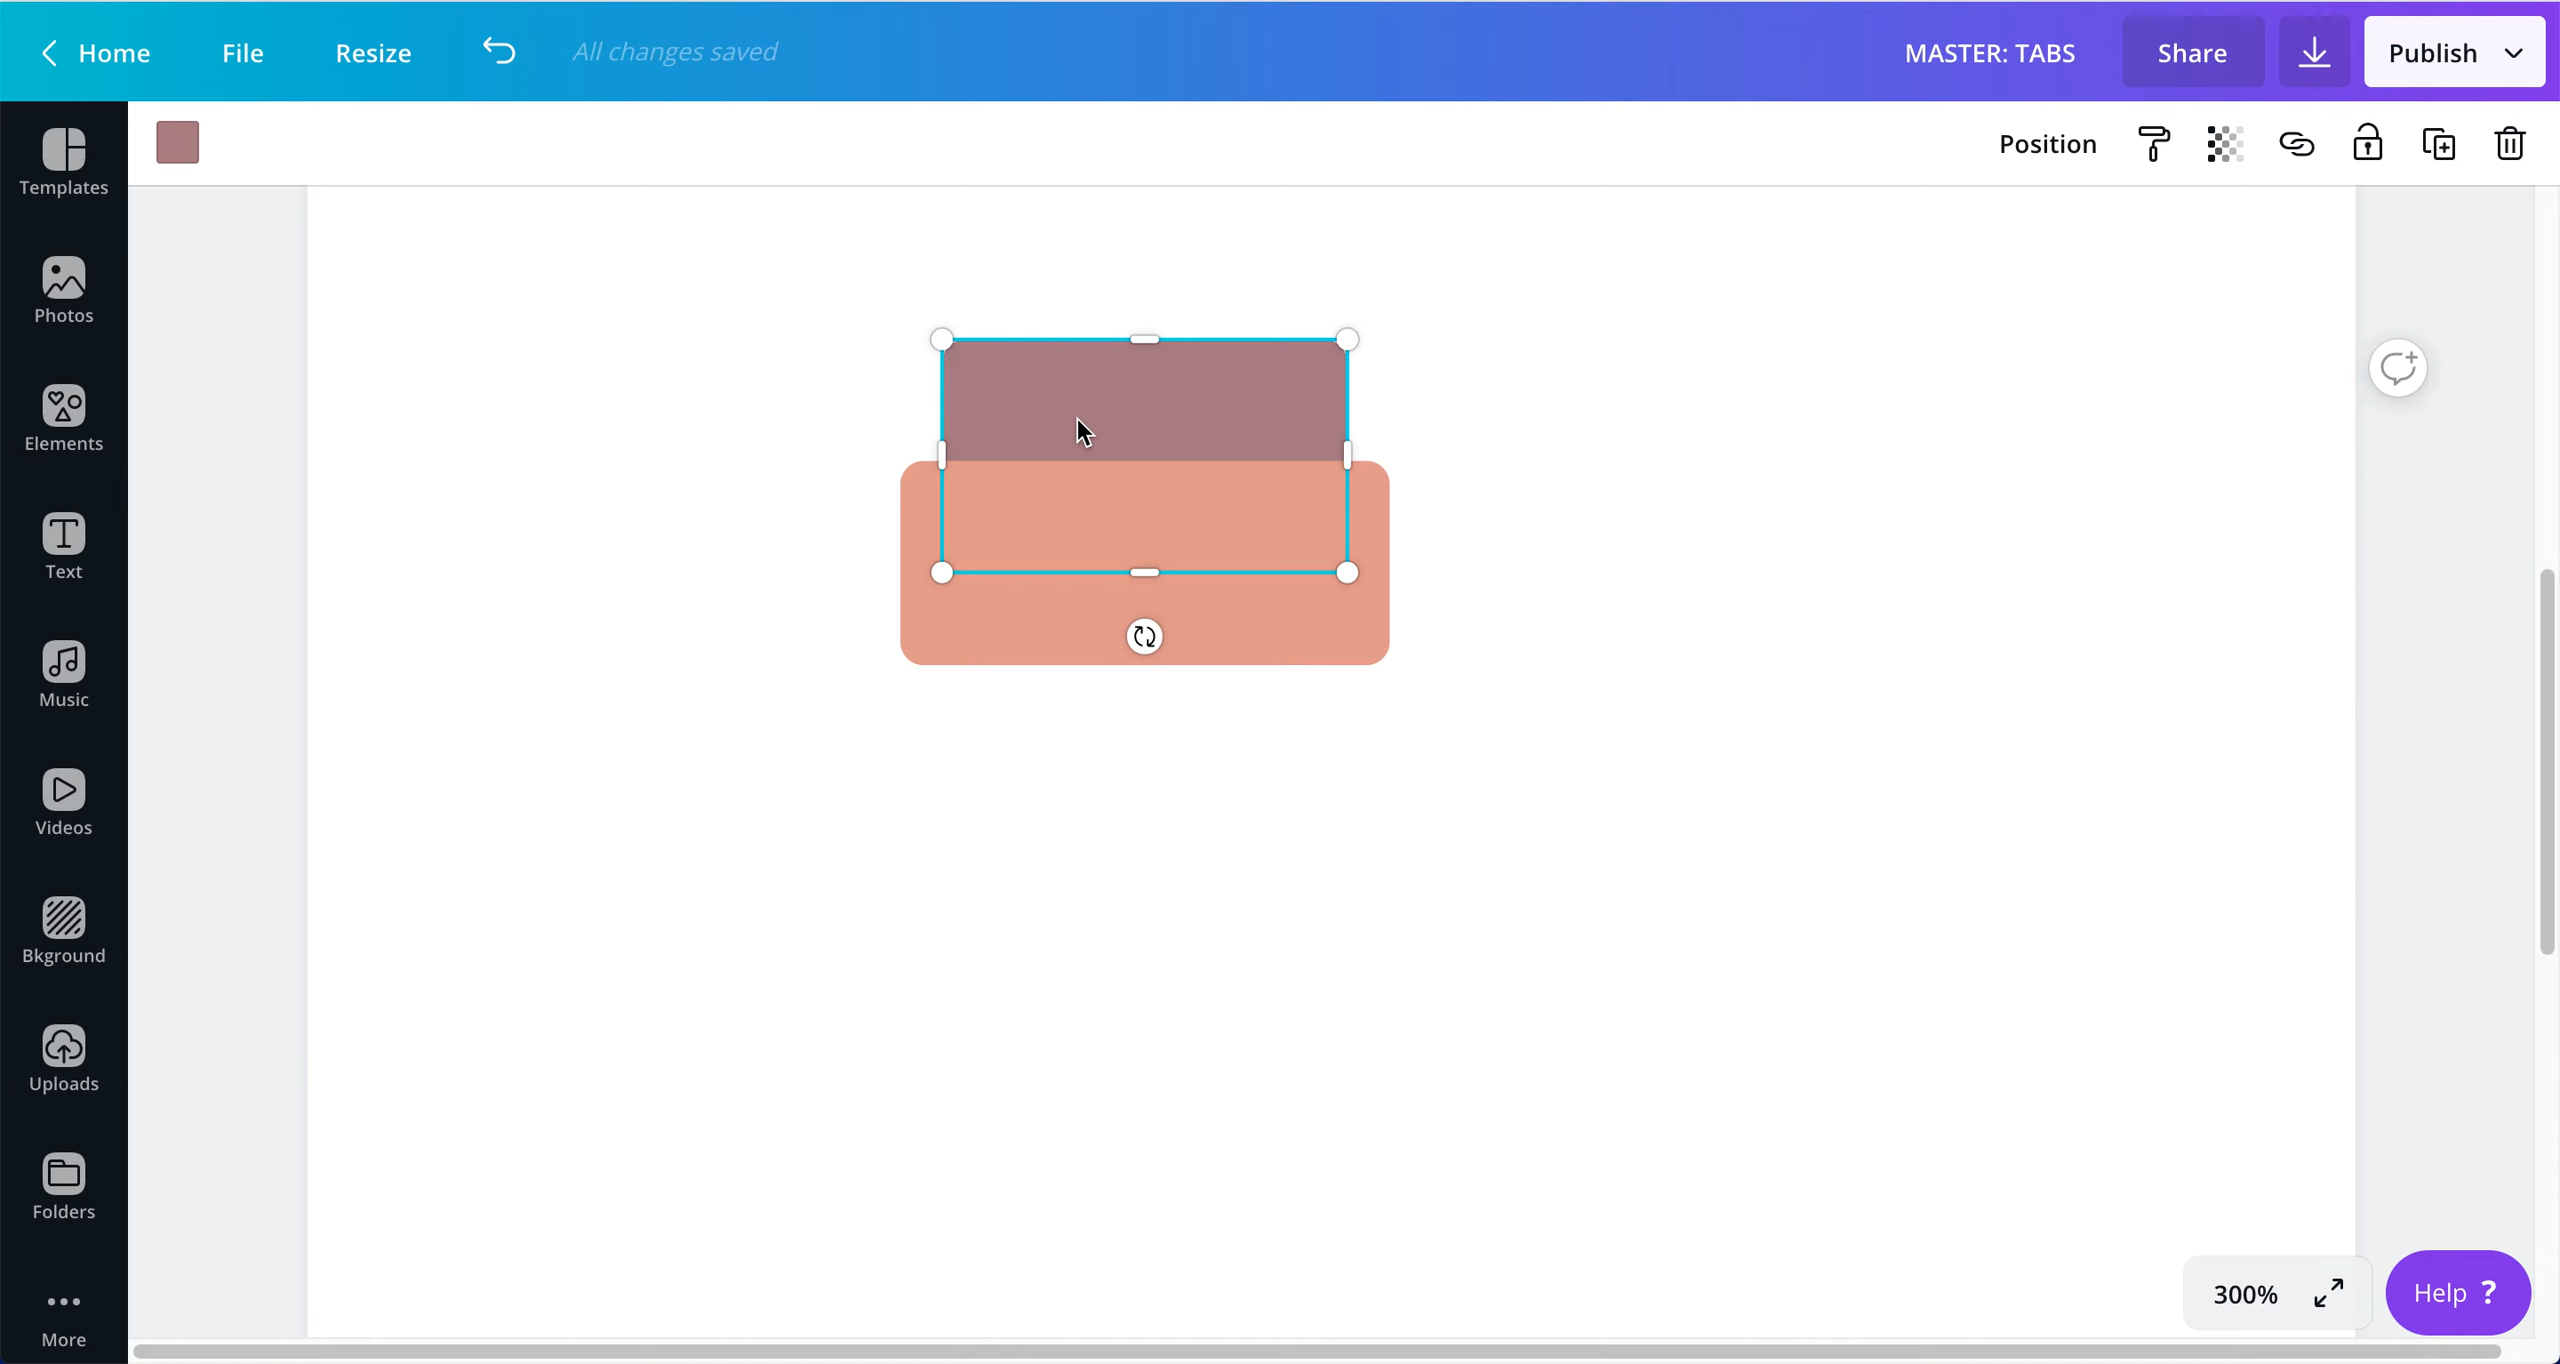 Home File Resize All changes saved MASTER: TABS Share Publish
Position
Templates
Photos
Elements
Text
Music
Videos
Bkground
Uploads
Folders
More
300% Help ?